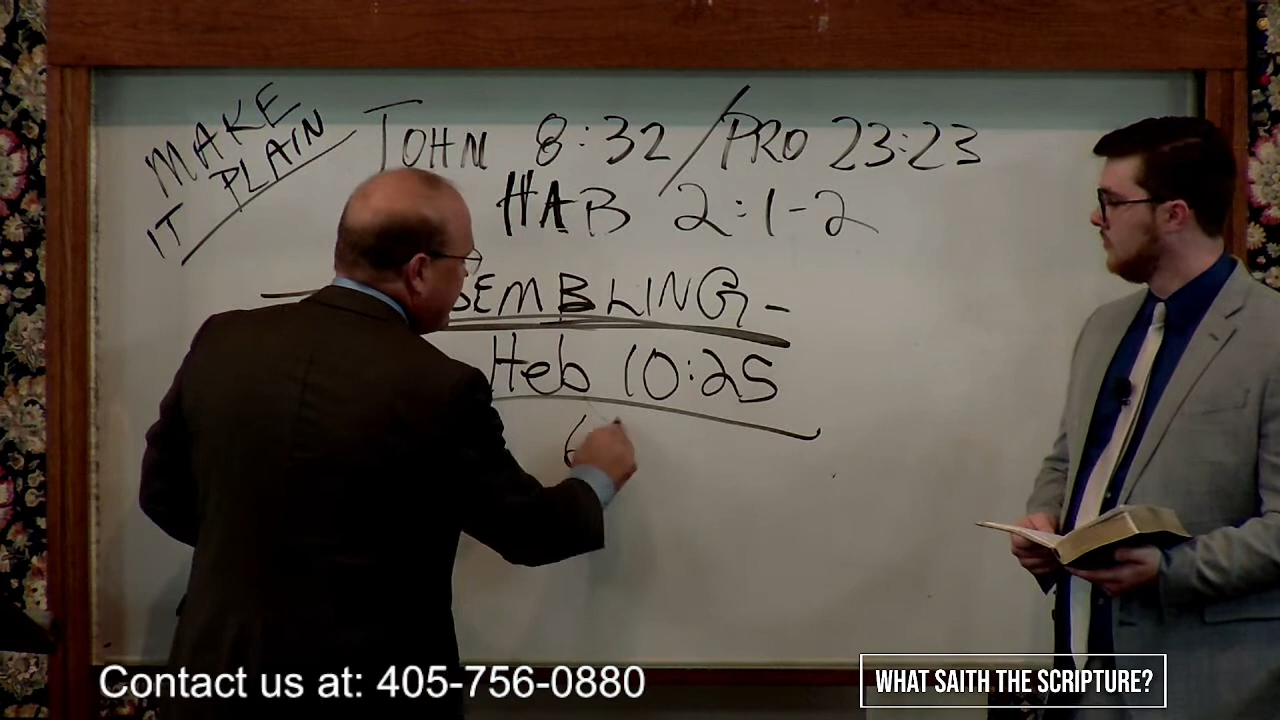 MAKE
IT PLAIN
JOHN 8:32/PRO 23:23
HAB 2:1-2
SEMBLING-
Heb 10:25
Contact us at: 405-756-0880
WHAT SAITH THE SCRIPTURE?